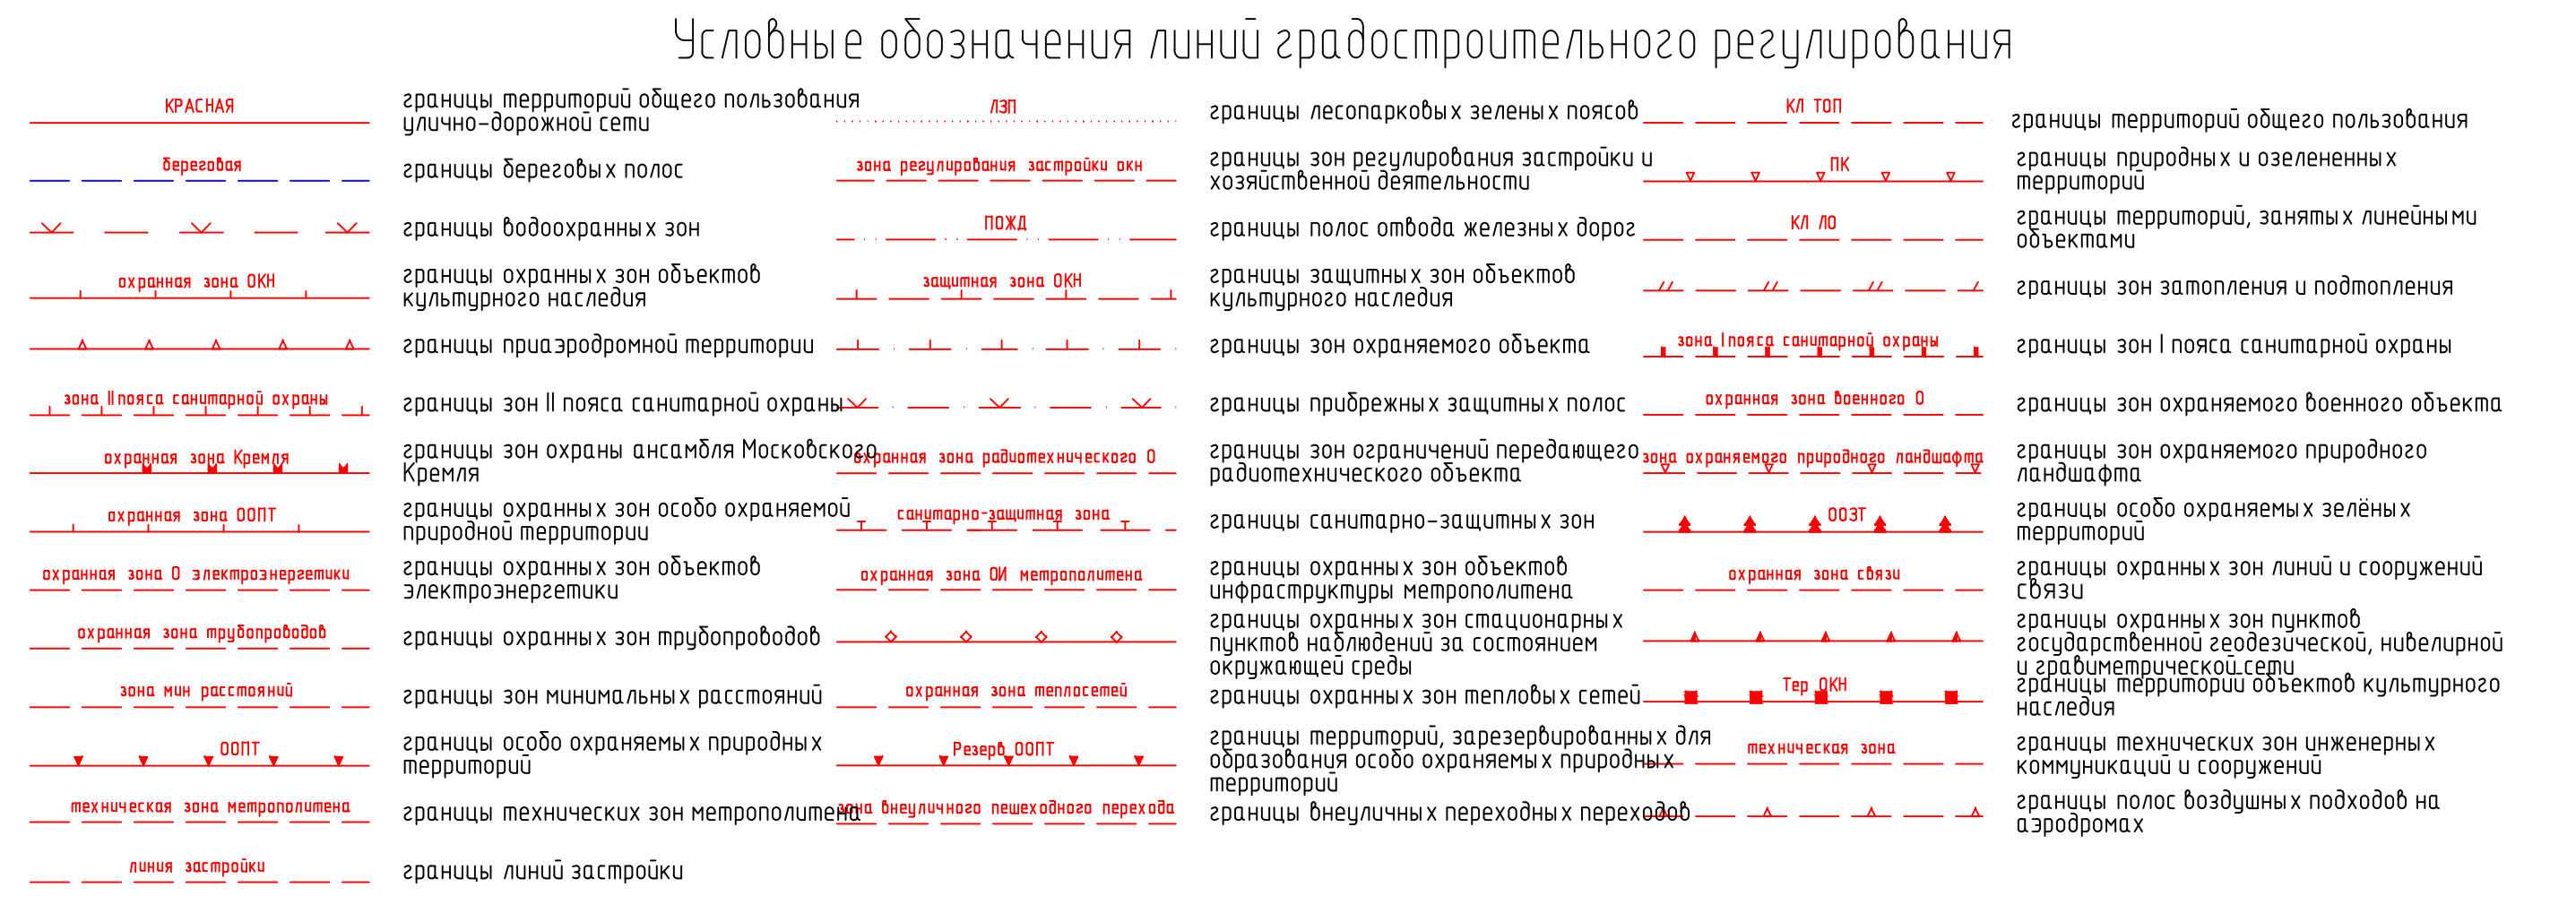 Условные обозначения линий градостроительного регулирования
КРАСНАЯ
границы территорий общего пользования
улично-дорожной сети
ЛЗП
границы лесопарковых зеленых поясов
КЛ ТОП
границы территорий общего пользования
береговая
границы береговых полос
зона регулирования застройки окн
границы зон регулирования застройки и
хозяйственной деятельности
ПК
границы природных и озелененных
территорий
границы водоохранных зон
ПОЖД
границы полос отвода железных дорог
КЛ ЛО
границы территорий, занятых линейными
объектами
охранная зона ОКН
границы охранных зон объектов
культурного наследия
защитная зона ОКН
границы защитных зон объектов
культурного наследия
границы зон затопления и подтопления
границы приаэродромной территории
границы зон охраняемого объекта
зона I пояса санитарной охраны
границы зон I пояса санитарной охраны
зона II пояса санитарной охраны
границы зон II пояса санитарной охраны
границы прибрежных защитных полос
охранная зона военного О
границы зон охраняемого военного объекта
охранная зона Кремля
границы зон охраны ансамбля Московского
Кремля
охранная зона радиотехнического О
границы зон ограничений передающего
радиотехнического объекта
зона охраняемого природного ландшафта
границы зон охраняемого природного
ландшафта
охранная зона ООПТ
границы охранных зон особо охраняемой
природной территории
санитарно-защитная зона
границы санитарно-защитных зон
ООЗТ
границы особо охраняемых зелёных
территорий
охранная зона О электроэнергетики
границы охранных зон объектов
электроэнергетики
охранная зона ОИ метрополитена
границы охранных зон объектов
инфраструктуры метрополитена
охранная зона связи
границы охранных зон линий и сооружений
связи
охранная зона трубопроводов
границы охранных зон трубопроводов
границы охранных зон стационарных
пунктов наблюдений за состоянием
окружающей среды
границы охранных зон пунктов
государственной геодезической, нивелирной
и гравиметрической сети
зона мин расстояний
границы зон минимальных расстояний
охранная зона теплосетей
границы охранных зон тепловых сетей
Тер ОКН
границы территорий объектов культурного
наследия
ООПТ
границы особо охраняемых природных
территорий
Резерв ООПТ
границы территорий, зарезервированных для
образования особо охраняемых природных
территорий
техническая зона
границы технических зон инженерных
коммуникаций и сооружений
техническая зона метрополитена
границы технических зон метрополитена
зона внеуличного пешеходного перехода
границы внеуличных переходных переходов
границы полос воздушных подходов на
аэродромах
линия застройки
границы линий застройки